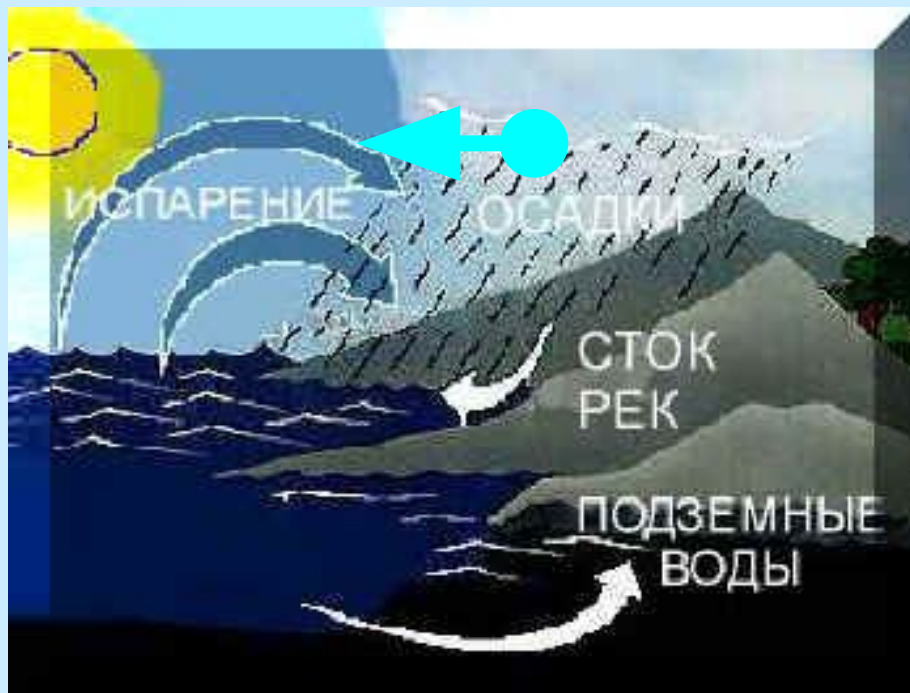 ИСПАРЕНИЕ
ОСАДКИ
СТОК
РЕК
ПОДЗЕМНЫЕ
ВОДЫ